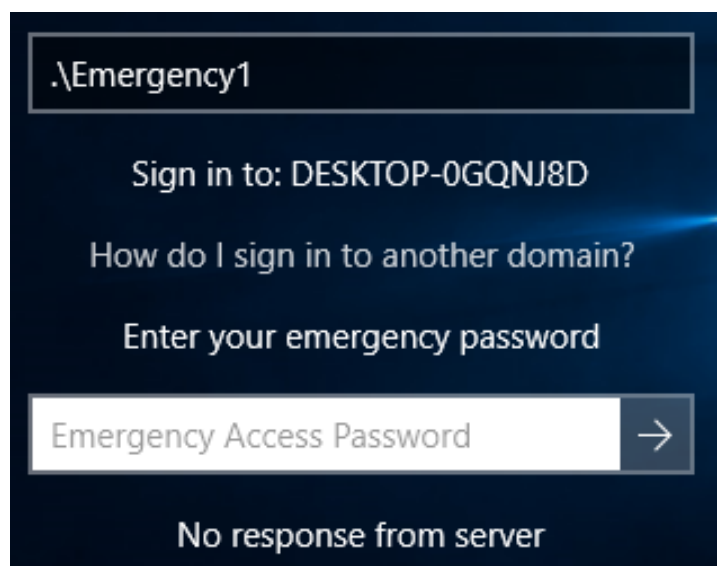 .\Emergency1
Sign in to: DESKTOP-0GQNJ8D
How do I sign in to another domain?
Enter your emergency password
Emergency Access Password
No response from server